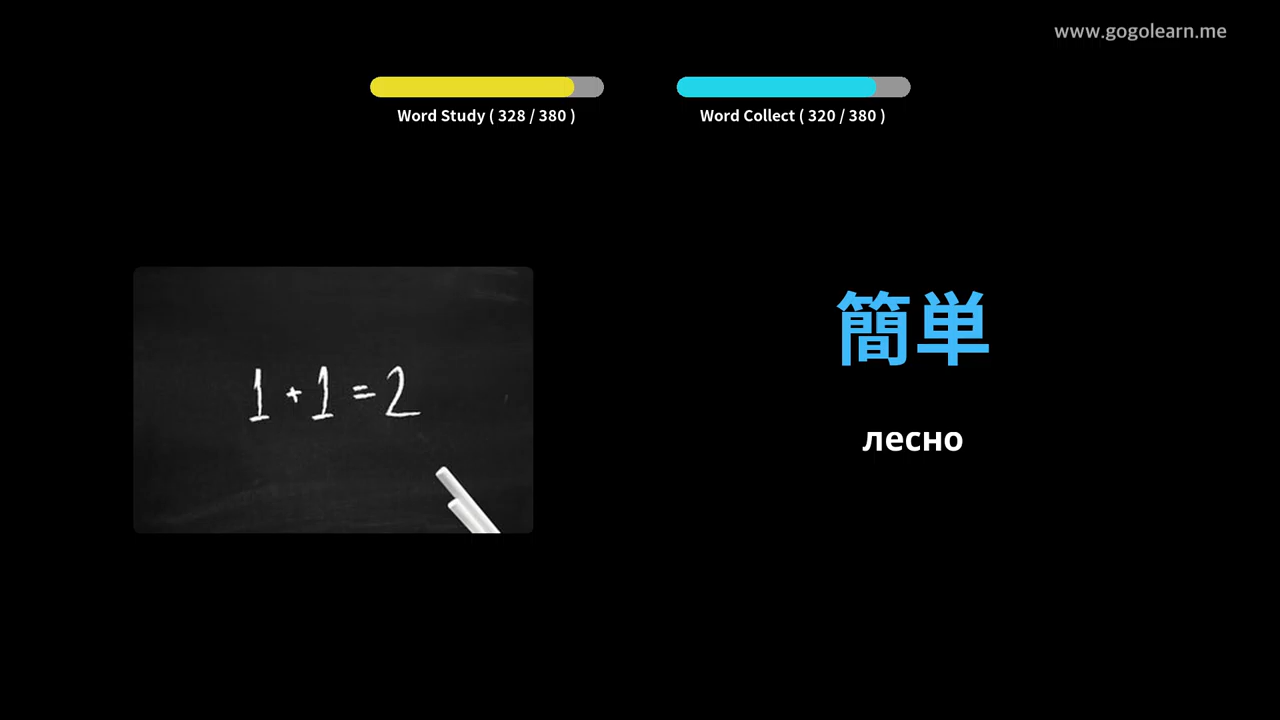 www.gogolearn.me
Word Study ( 328 / 380 )
Word Collect ( 320 / 380 )
1 + 1 = 2
簡単
лесно